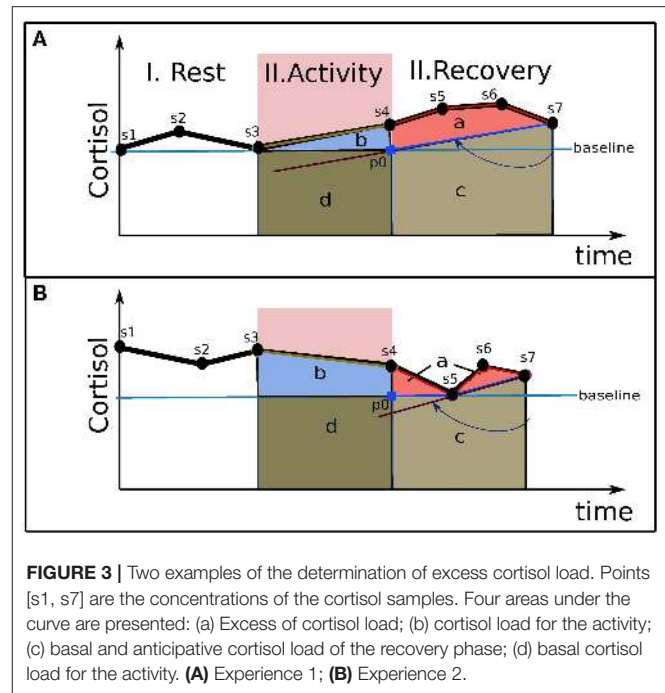 A
I. Rest
II.Activity
II.Recovery
s1
s2
s3
s4
s5
s6
s7
a
b
p0
baseline
d
c
Cortisol
time
B
s1
s2
s3
s4
s5
s6
s7
a
b
p0
baseline
d
c
Cortisol
time
FIGURE 3 | Two examples of the determination of excess cortisol load. Points
[s1, s7] are the concentrations of the cortisol samples. Four areas under the
curve are presented: (a) Excess of cortisol load; (b) cortisol load for the activity;
(c) basal and anticipative cortisol load of the recovery phase; (d) basal cortisol
load for the activity. (A) Experience 1; (B) Experience 2.